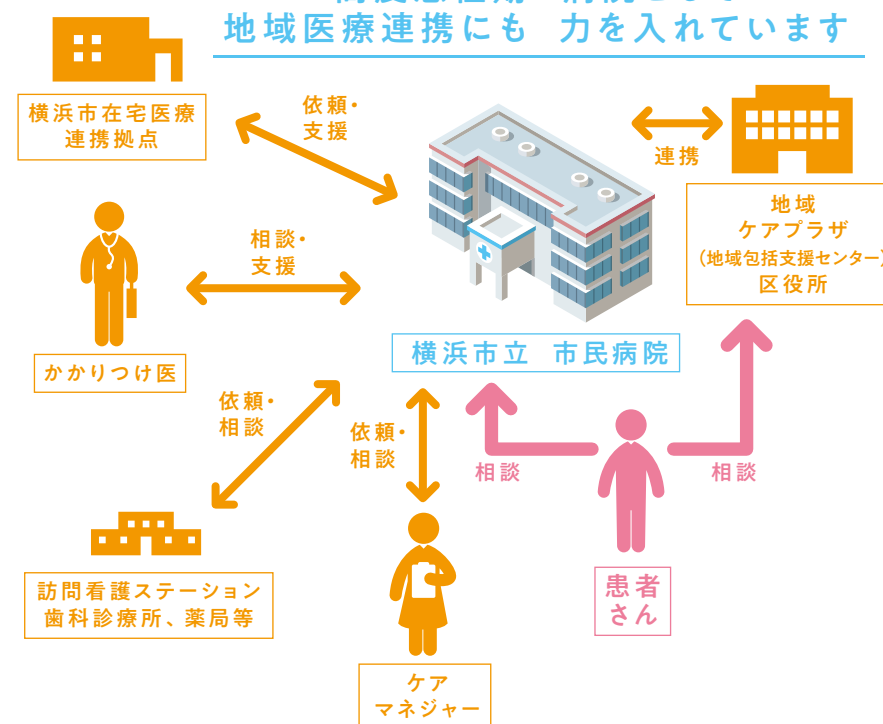 地域医療連携にも 力を入れています
横浜市在宅医療
連携拠点
依頼・
支援
連携
地域
ケアプラザ
(地域包括支援センター)
区役所
相談・
支援
かかりつけ医
横浜市立 市民病院
依頼・
相談
依頼・
相談
相談
相談
訪問看護ステーション
歯科診療所、薬局等
患者
さん
ケア
マネジャー